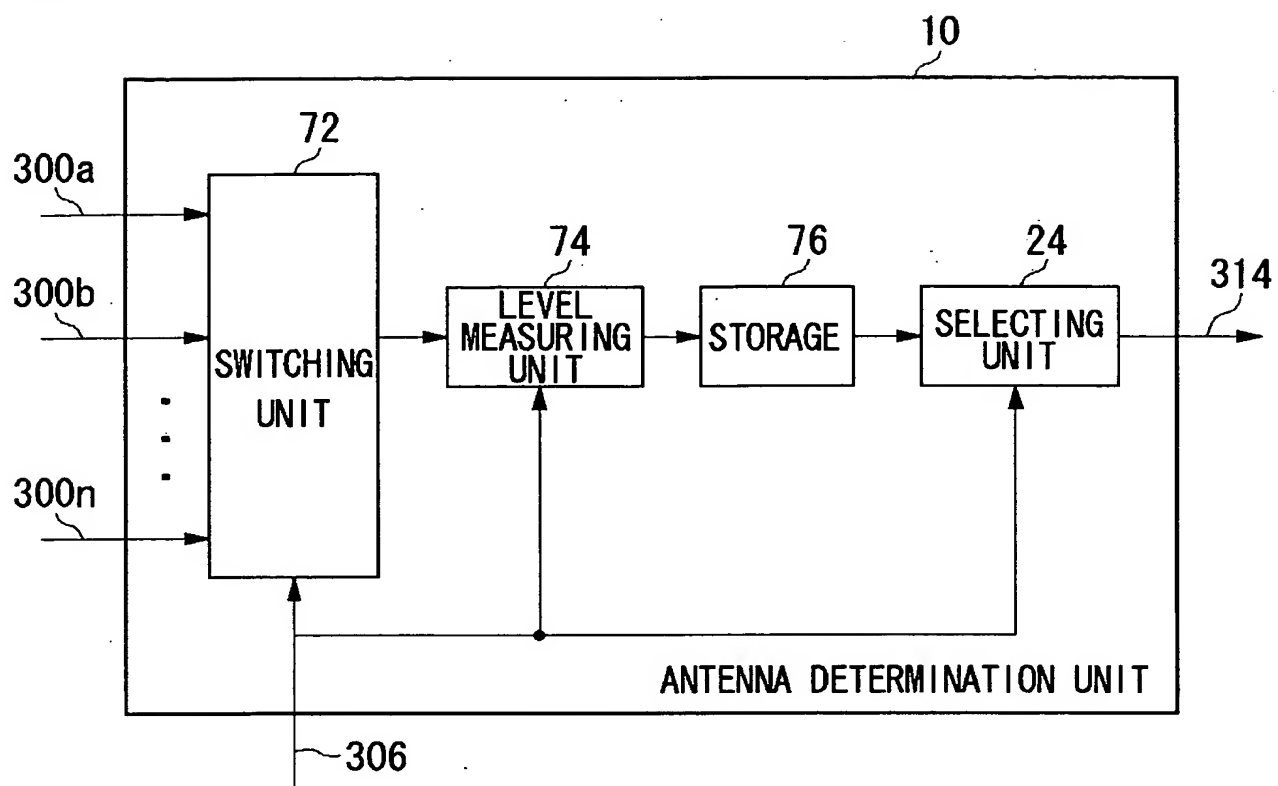 10
72
300a
74
76
24
314
300b
LEVEL
MEASURING
UNIT
STORAGE
SELECTING
UNIT
SWITCHING
UNIT
300n
ANTENNA DETERMINATION UNIT
306